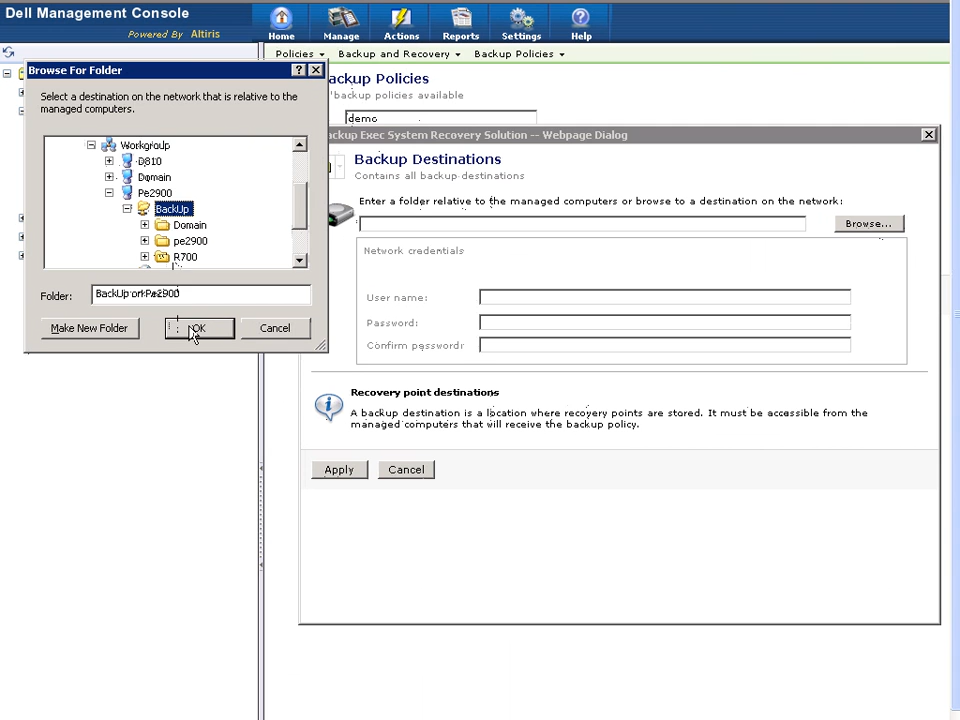 Dell Management Console
Powered By Altiris
Home
Manage
Actions
Reports
Settings
Help
Policies
Backup and Recovery
Backup Policies
Browse For Folder
Select a destination on the network that is relative to the
managed computers.
Workgroup
D810
Domain
Pe2900
BackUp
Domain
pe2900
R700
Folder:
BackUp on Pe2900
Make New Folder
OK
Cancel
ackup Policies
backup policies available
demo
ackup Exec System Recovery Solution -- Webpage Dialog
Backup Destinations
Contains all backup destinations
Enter a folder relative to the managed computers or browse to a destination on the network:
Browse...
Network credentials
User name:
Password:
Confirm password:
Recovery point destinations
A backup destination is a location where recovery points are stored. It must be accessible from the
managed computers that will receive the backup policy.
Apply
Cancel